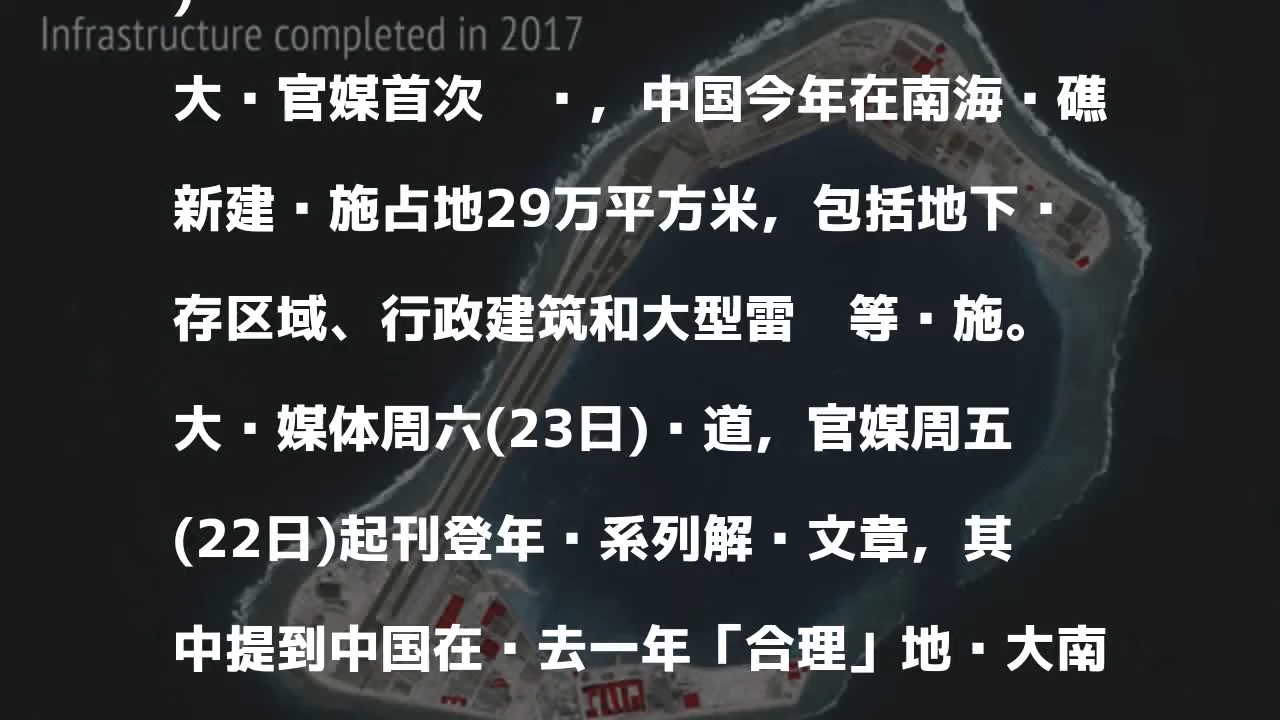 Infrastructure completed in 2017
大·官媒首次 ·，中国今年在南海·礁
新建·施占地29万平方米，包括地下·
存区域、行政建筑和大型雷 等·施。
大·媒体周六(23日)·道，官媒周五
(22日)起刊登年·系列解·文章，其
中提到中国在·去一年「合理」地·大南